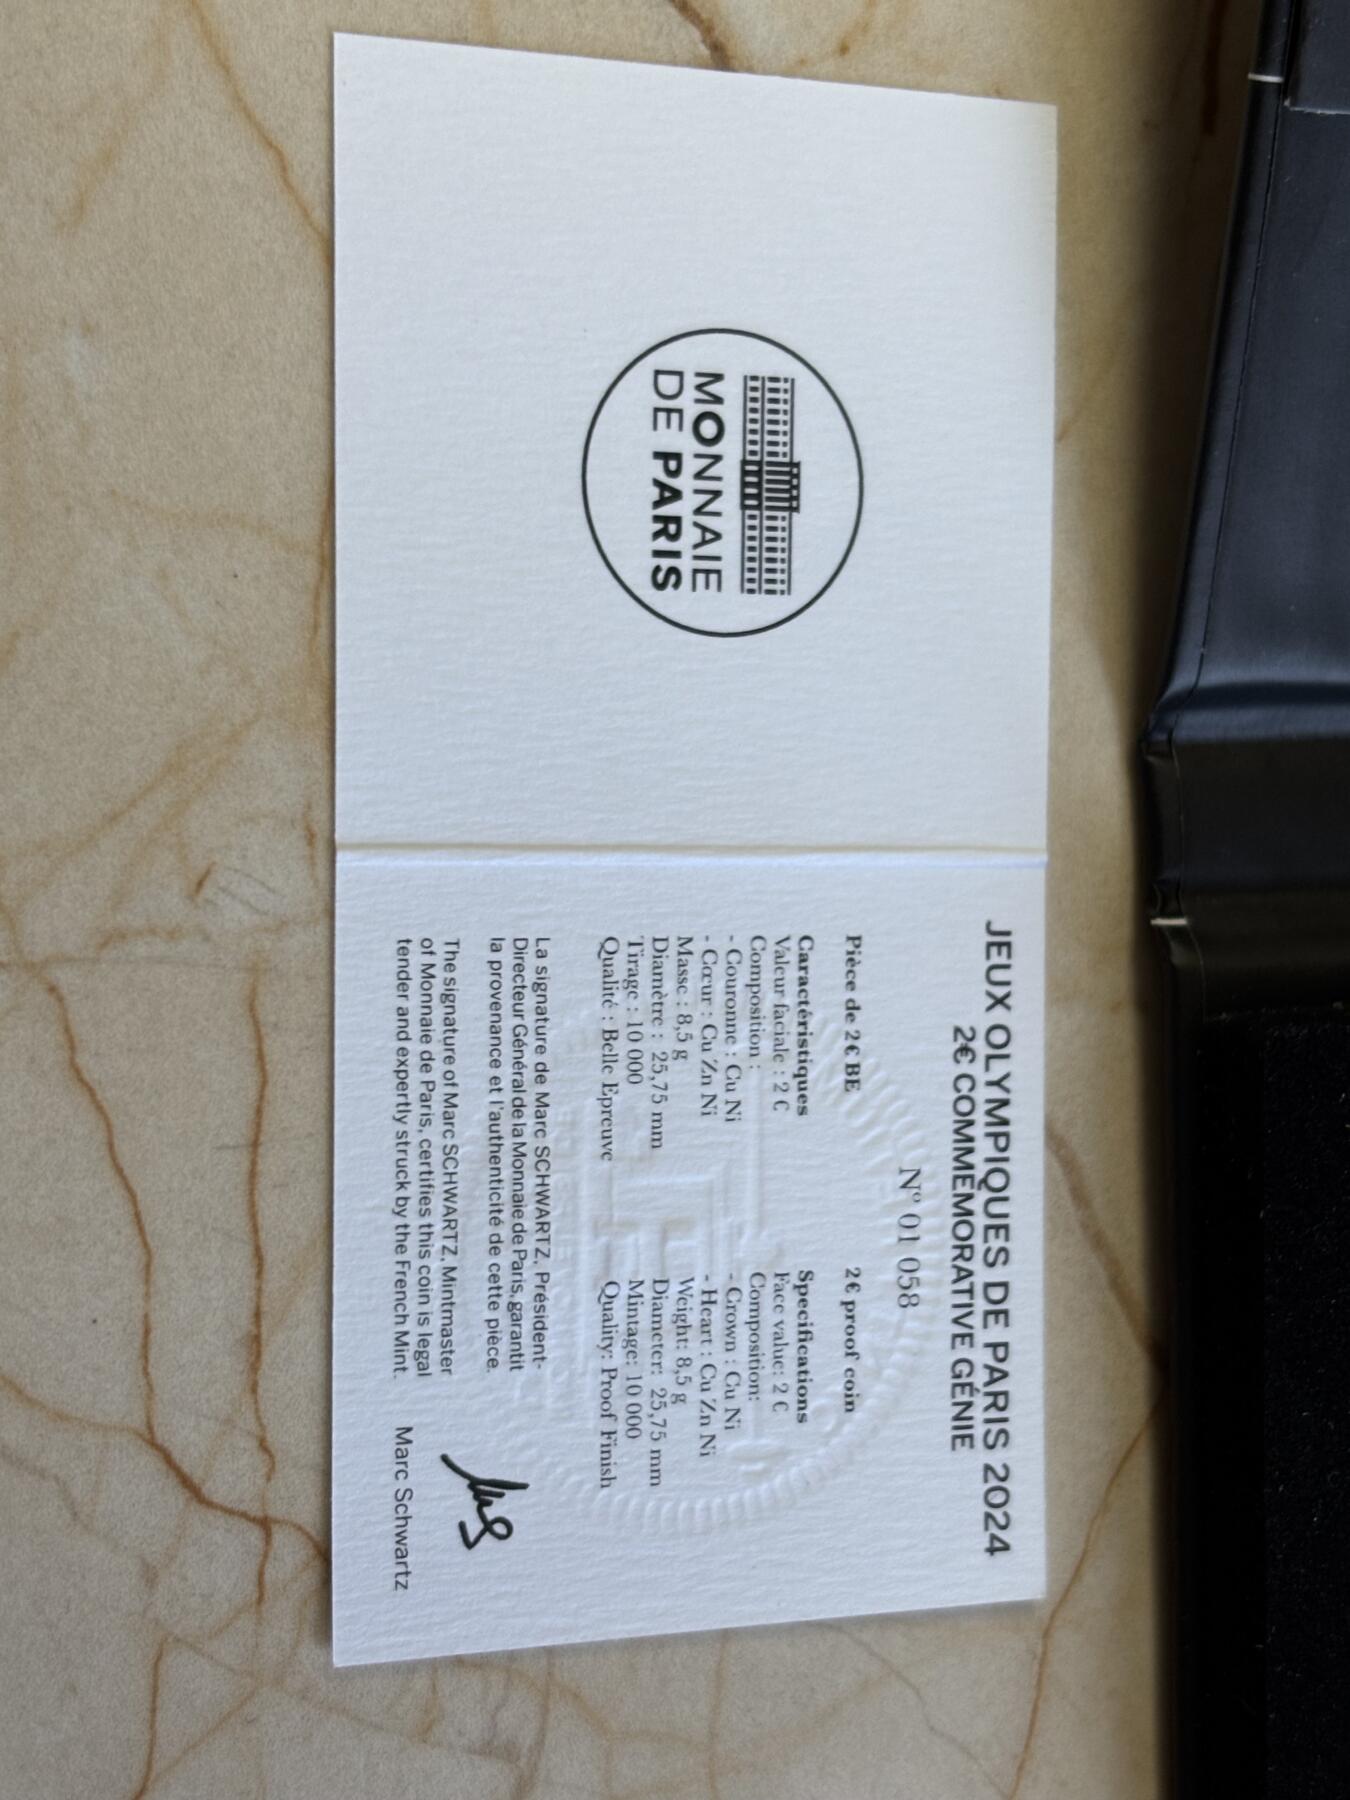 MONNAIE
DE PARIS
JEUX OLYMPIQUES DE PARIS 2024
2€ COMMÉMORATIVE GÉNIE
N° 01 058
Pièce de 2€ BE
Caractéristiques
Valeur faciale : 2 €
Composition :
- Couronne : Cu Ni
- Cœur : Cu Zn Ni
Masse : 8,5 g
Diamètre : 25,75 mm
Tirage : 10 000
Qualité : Belle Epreuve
2€ proof coin
Specifications
Face value: 2 €
Composition:
- Crown : Cu Ni
- Heart : Cu Zn Ni
Weight: 8,5 g
Diameter: 25,75 mm
Mintage: 10 000
Quality: Proof Finish
La signature de Marc SCHWARTZ, Président-
Directeur Général de la Monnaie de Paris, garantit
la provenance et l'authenticité de cette pièce.
The signature of Marc SCHWARTZ, Mintmaster
of Monnaie de Paris, certifies this coin is legal
tender and expertly struck by the French Mint.
Marc Schwartz